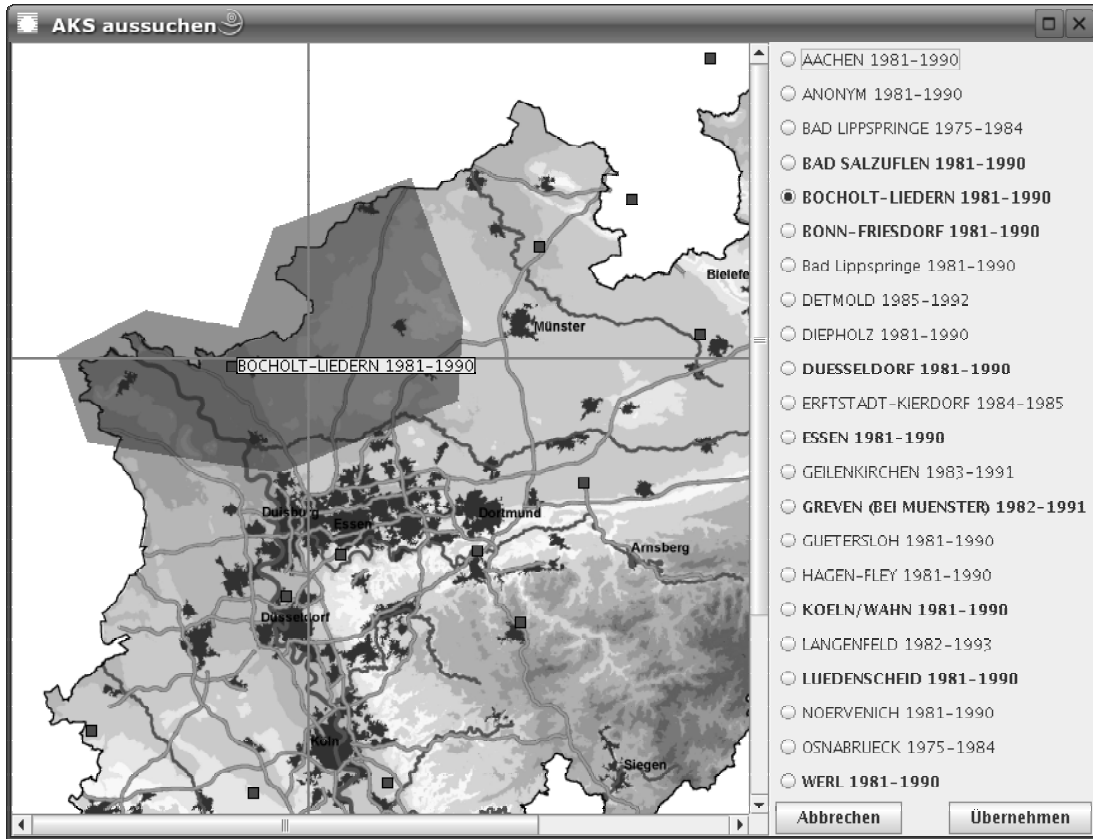 AKS aussuchen
Bielefe
Münster
BOCHOLT-LIEDERN 1981-1990
Duisburg
Essen
Dortmund
Arnsberg
Düsseldorf
Köln
Siegen
AACHEN 1981-1990
ANONYM 1981-1990
BAD LIPPSPRINGE 1975-1984
BAD SALZUFLEN 1981-1990
BOCHOLT-LIEDERN 1981-1990
BONN-FRIESDORF 1981-1990
Bad Lippspringe 1981-1990
DETMOLD 1985-1992
DIEPHOLZ 1981-1990
DUESSELDORF 1981-1990
ERFTSTADT-KIERDORF 1984-1985
ESSEN 1981-1990
GEILENKIRCHEN 1983-1991
GREVEN (BEI MUENSTER) 1982-1991
GUETERSLOH 1981-1990
HAGEN-FLEY 1981-1990
KOELN/WAHN 1981-1990
LANGENFELD 1982-1993
LUEDENSCHEID 1981-1990
NOERVENICH 1981-1990
OSNABRUECK 1975-1984
WERL 1981-1990
Abbrechen
Übernehmen